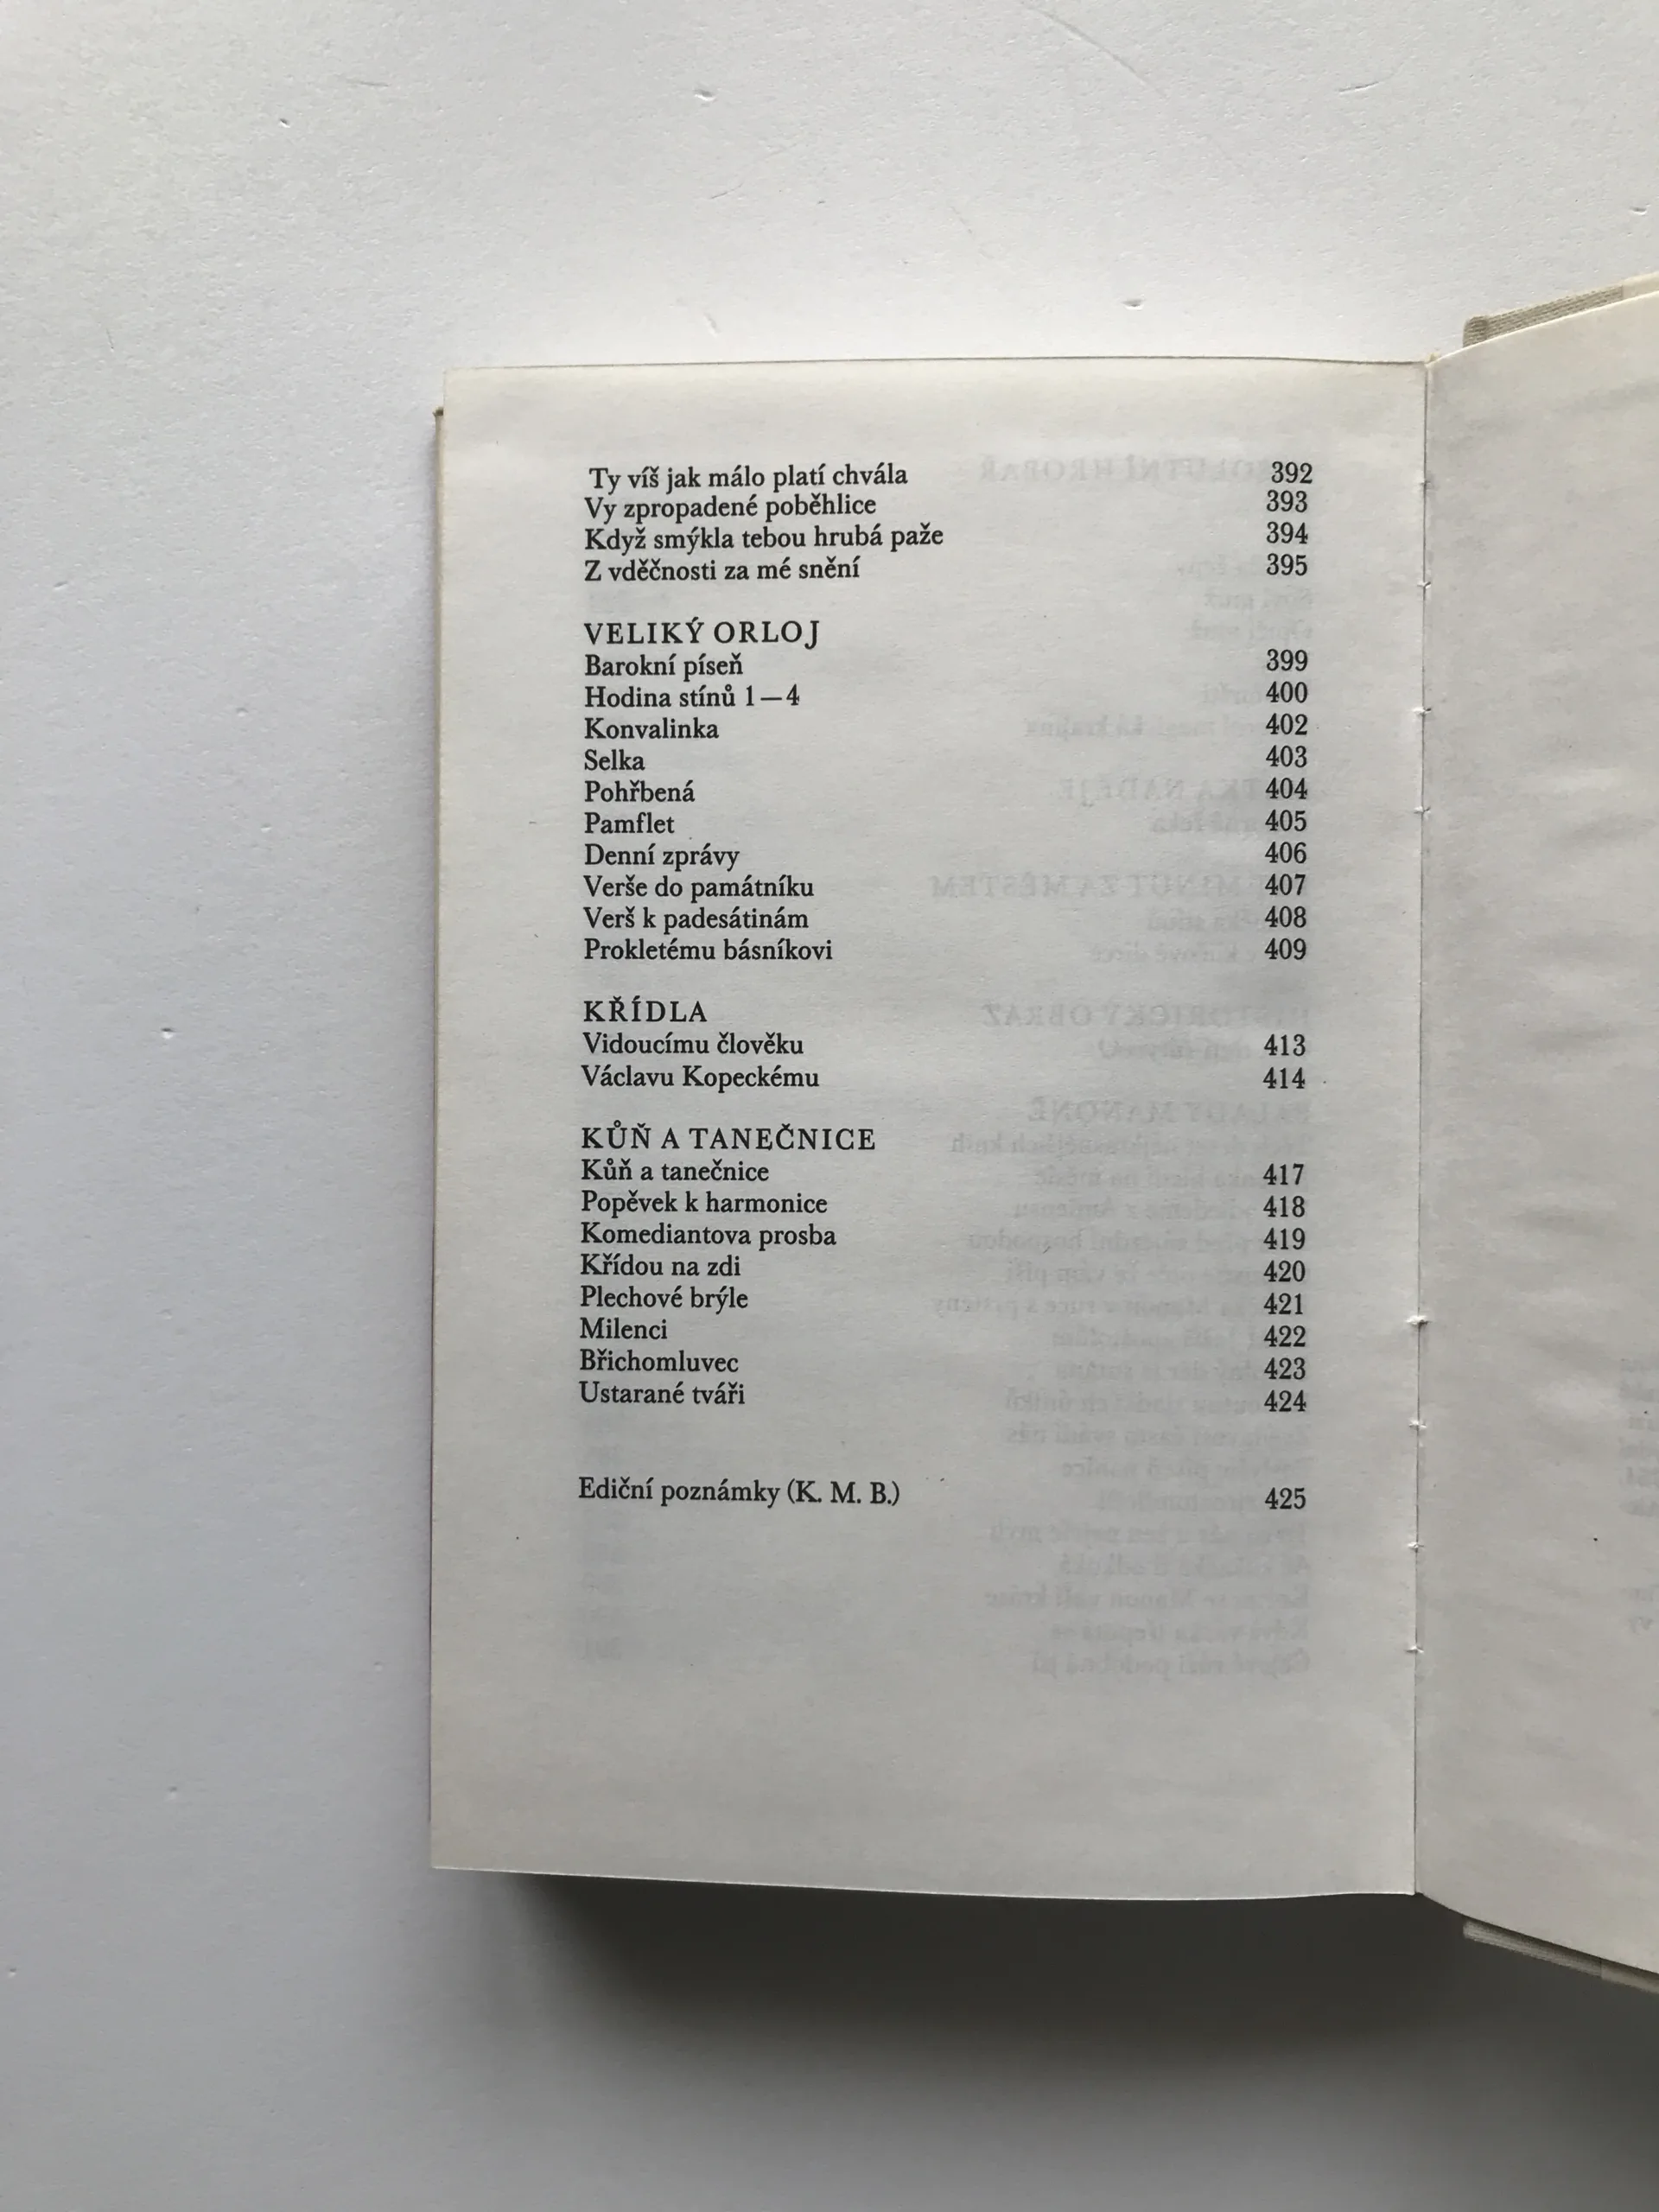 Ty víš jak málo platí chvála 392
Vy zpropadené poběhlice 393
Když smýkla tebou hrubá paže 394
Z vděčnosti za mé snění 395
VELIKÝ ORLOJ
Barokní píseň 399
Hodina stínů 1—4 400
Konvalinka 402
Selka 403
Pohřbená 404
Pamflet 405
Denní zprávy 406
Verše do památníku 407
Verš k padesátinám 408
Prokletému básníkovi 409
KŘÍDLA
Vidoucímu člověku 413
Václavu Kopeckému 414
KŮŇ A TANEČNICE
Kůň a tanečnice 417
Popěvek k harmonice 418
Komediantova prosba 419
Křídou na zdi 420
Plechové brýle 421
Milenci 422
Břichomluvec 423
Ustarané tváři 424
Ediční poznámky (K. M. B.) 425